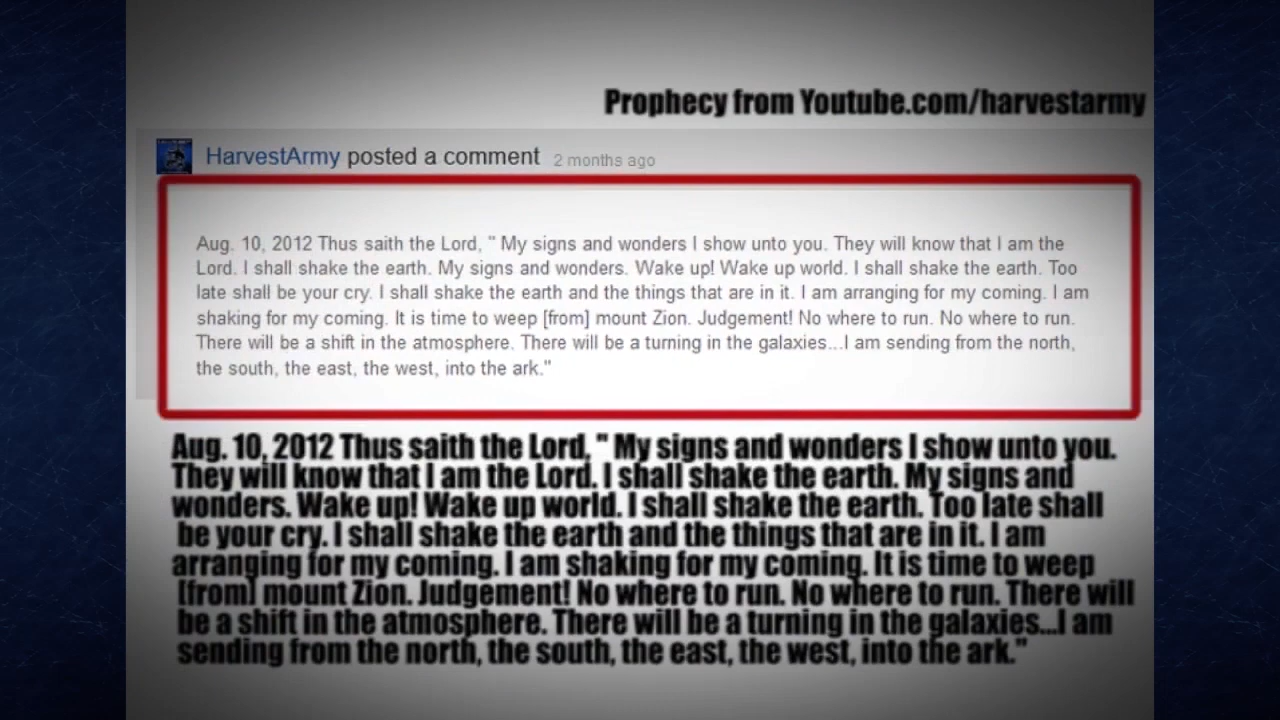 Prophecy from Youtube.com/harvestarmy
HarvestArmy posted a comment 2 months ago
Aug. 10, 2012 Thus saith the Lord, " My signs and wonders I show unto you. They will know that I am the
Lord. I shall shake the earth. My signs and wonders. Wake up! Wake up world. I shall shake the earth. Too
late shall be your cry. I shall shake the earth and the things that are in it. I am arranging for my coming. I am
shaking for my coming. It is time to weep [from] mount Zion. Judgement! No where to run. No where to run.
There will be a shift in the atmosphere. There will be a turning in the galaxies...I am sending from the north,
the south, the east, the west, into the ark."
Aug. 10, 2012 Thus saith the Lord, " My signs and wonders I show unto you.
They will know that I am the Lord. I shall shake the earth. My signs and
wonders. Wake up! Wake up world. I shall shake the earth. Too late shall
be your cry. I shall shake the earth and the things that are in it. I am
arranging for my coming. I am shaking for my coming. It is time to weep
[from] mount Zion. Judgement! No where to run. No where to run. There will
be a shift in the atmosphere. There will be a turning in the galaxies...I am
sending from the north, the south, the east, the west, into the ark."